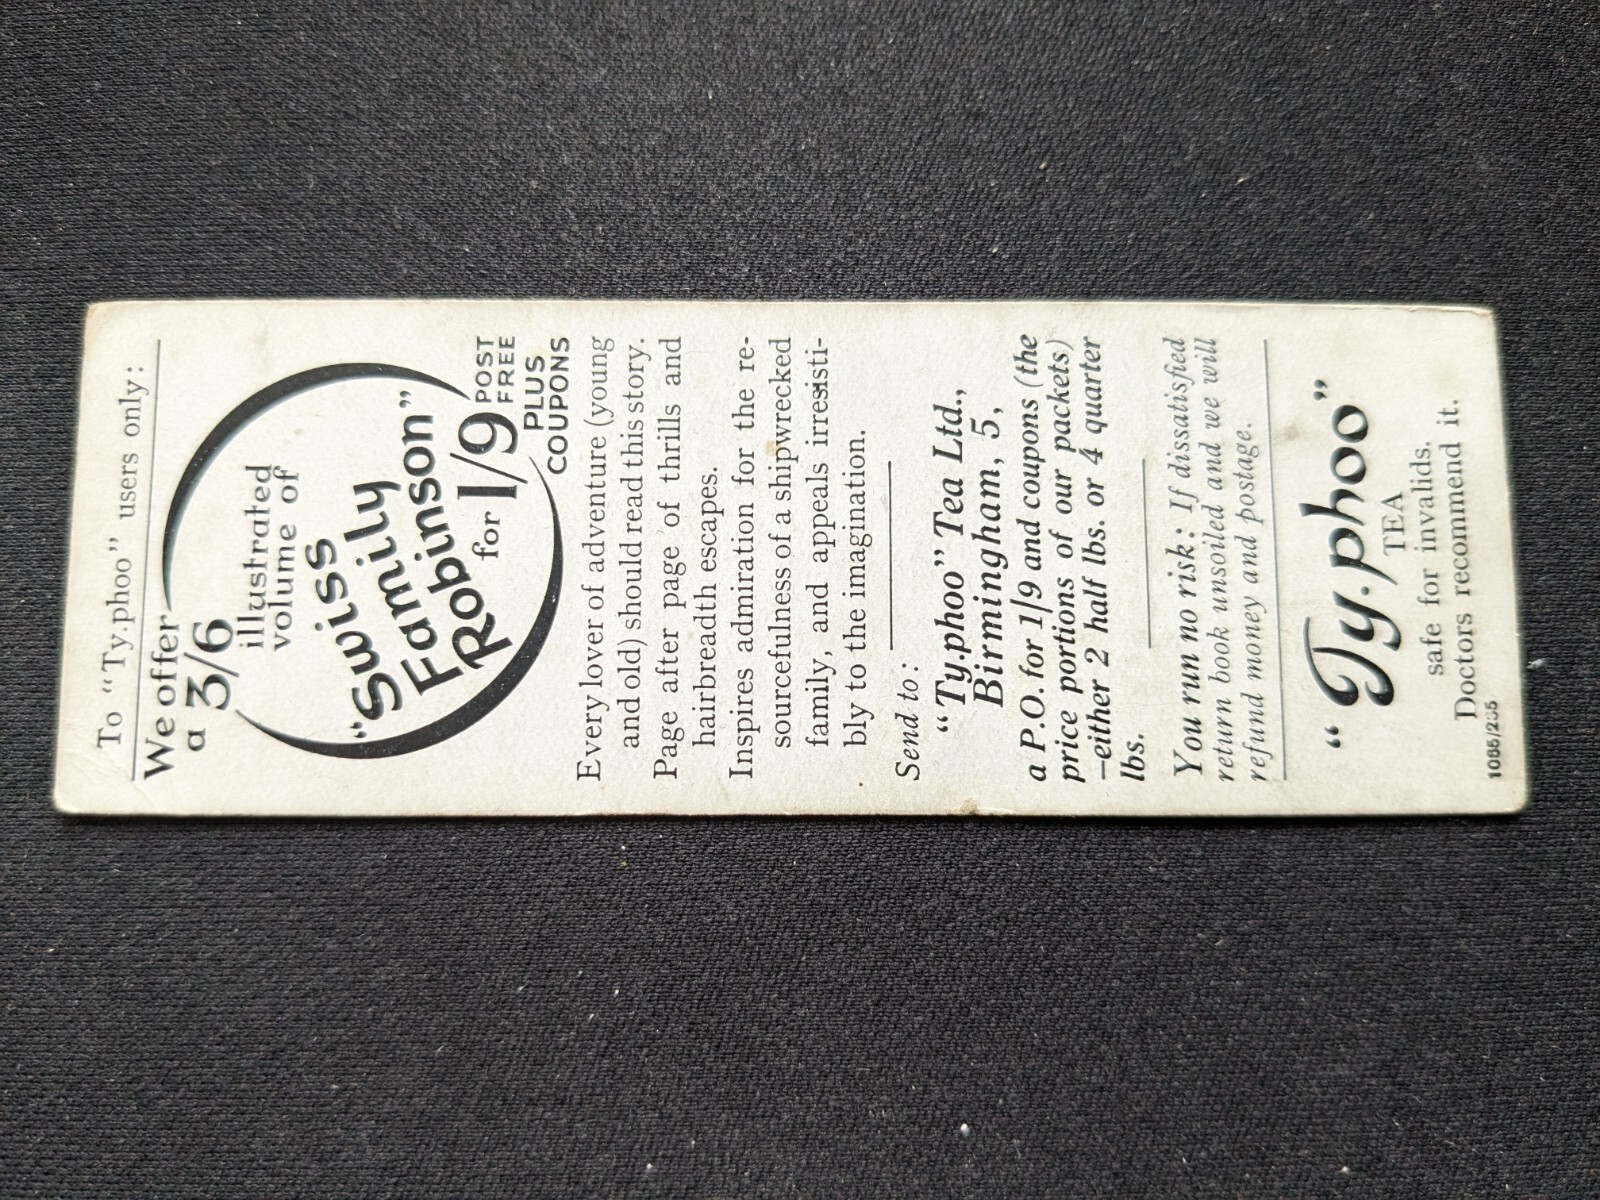 To "Ty.phoo" users only:
We offer
a 3/6
illustrated
volume of
"Swiss
Family
Robinson"
for 1/9 POST
FREE
PLUS
COUPONS
Every lover of adventure (young
and old) should read this story.
Page after page of thrills and
hairbreadth escapes.
Inspires admiration for the re-
sourcefulness of a shipwrecked
family, and appeals irresisti-
bly to the imagination.
Send to:
"Ty.phoo" Tea Ltd.,
Birmingham, 5,
a P.O. for 1/9 and coupons (the
price portions of our packets)
—either 2 half lbs. or 4 quarter
lbs.
You run no risk: If dissatisfied
return book unsoiled and we will
refund money and postage.
"Ty.phoo"
TEA
safe for invalids.
Doctors recommend it.
1085/235